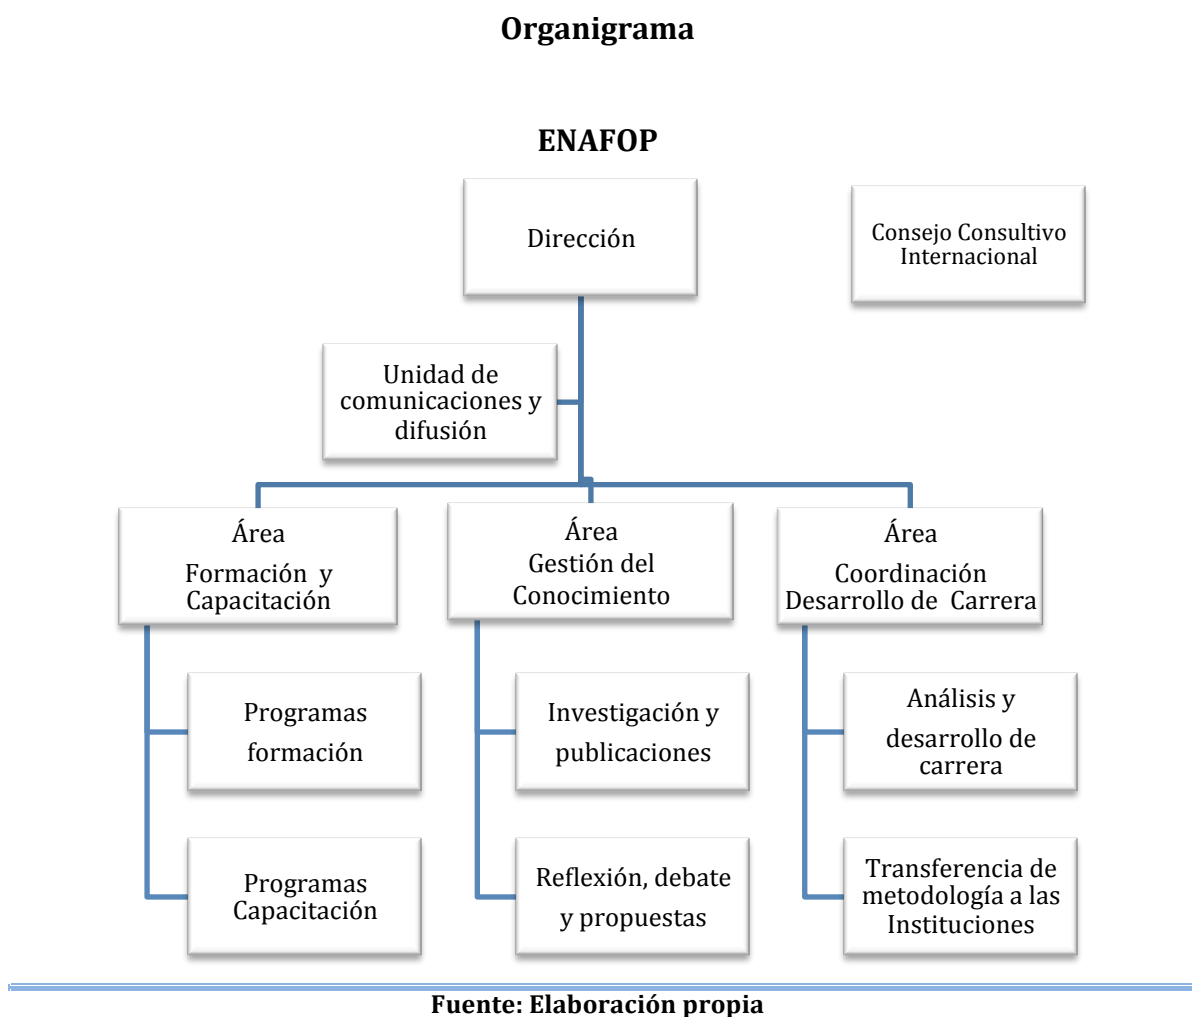 Organigrama
ENAFOP
Dirección
Consejo Consultivo
Internacional
Unidad de
comunicaciones y
difusión
Área
Formación y
Capacitación
Área
Gestión del
Conocimiento
Área
Coordinación
Desarrollo de Carrera
Programas
formación
Investigación y
publicaciones
Análisis y
desarrollo de
carrera
Programas
Capacitación
Reflexión, debate
y propuestas
Transferencia de
metodología a las
Instituciones
Fuente: Elaboración propia